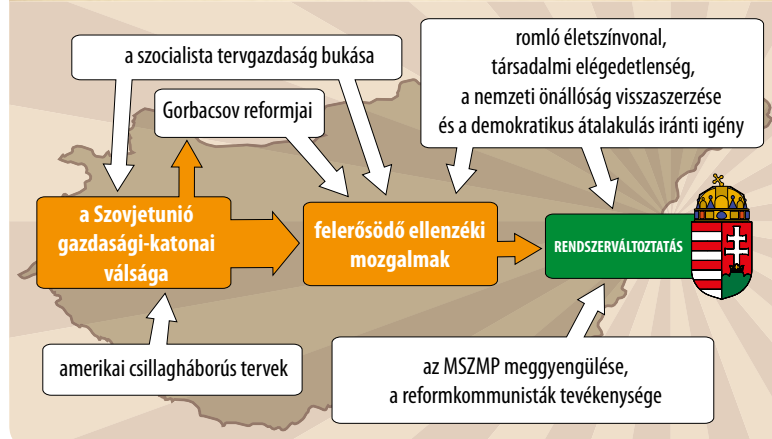 a szocialista tervgazdaság bukása
romló életszínvonal,
társadalmi elégedetlenség,
a nemzeti önállóság visszaszerzése
és a demokratikus átalakulás iránti igény
Gorbacsov reformjai
a Szovjetunió
gazdasági-katonai
válsága
felerősödő ellenzéki
mozgalmak
RENDSZERVÁLTOZTATÁS
amerikai csillagháborús tervek
az MSZMP meggyengülése,
a reformkommunisták tevékenysége